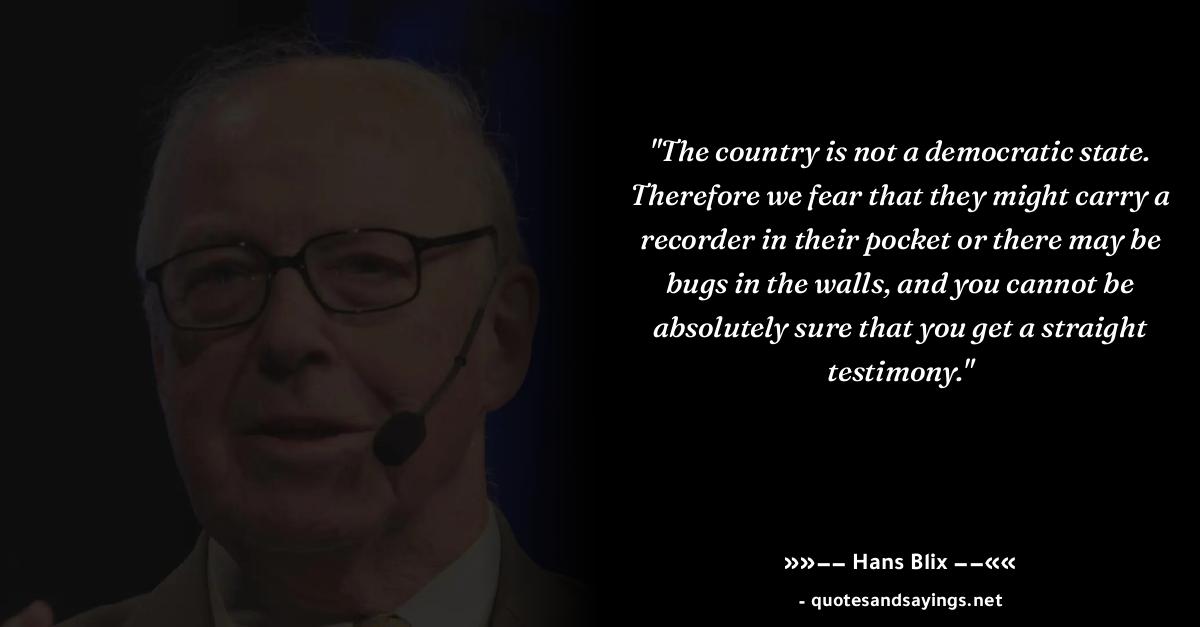 "The country is not a democratic state.
Therefore we fear that they might carry a
recorder in their pocket or there may be
bugs in the walls, and you cannot be
absolutely sure that you get a straight
testimony."
»»−− Hans Blix −−««
- quotesandsayings.net